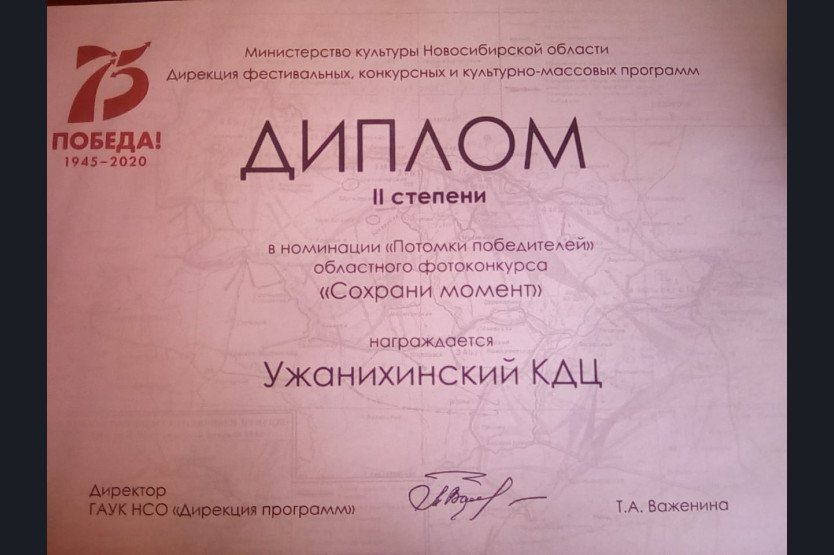 Министерство культуры Новосибирской области
Дирекция фестивальных, конкурсных и культурно-массовых программ
75
ПОБЕДА!
1945–2020
ДИПЛОМ
II степени
в номинации «Потомки победителей»
областного фотоконкурса
«Сохрани момент»
награждается
Ужанихинский КДЦ
Директор
ГАУК НСО «Дирекция программ»
Т.А. Важенина